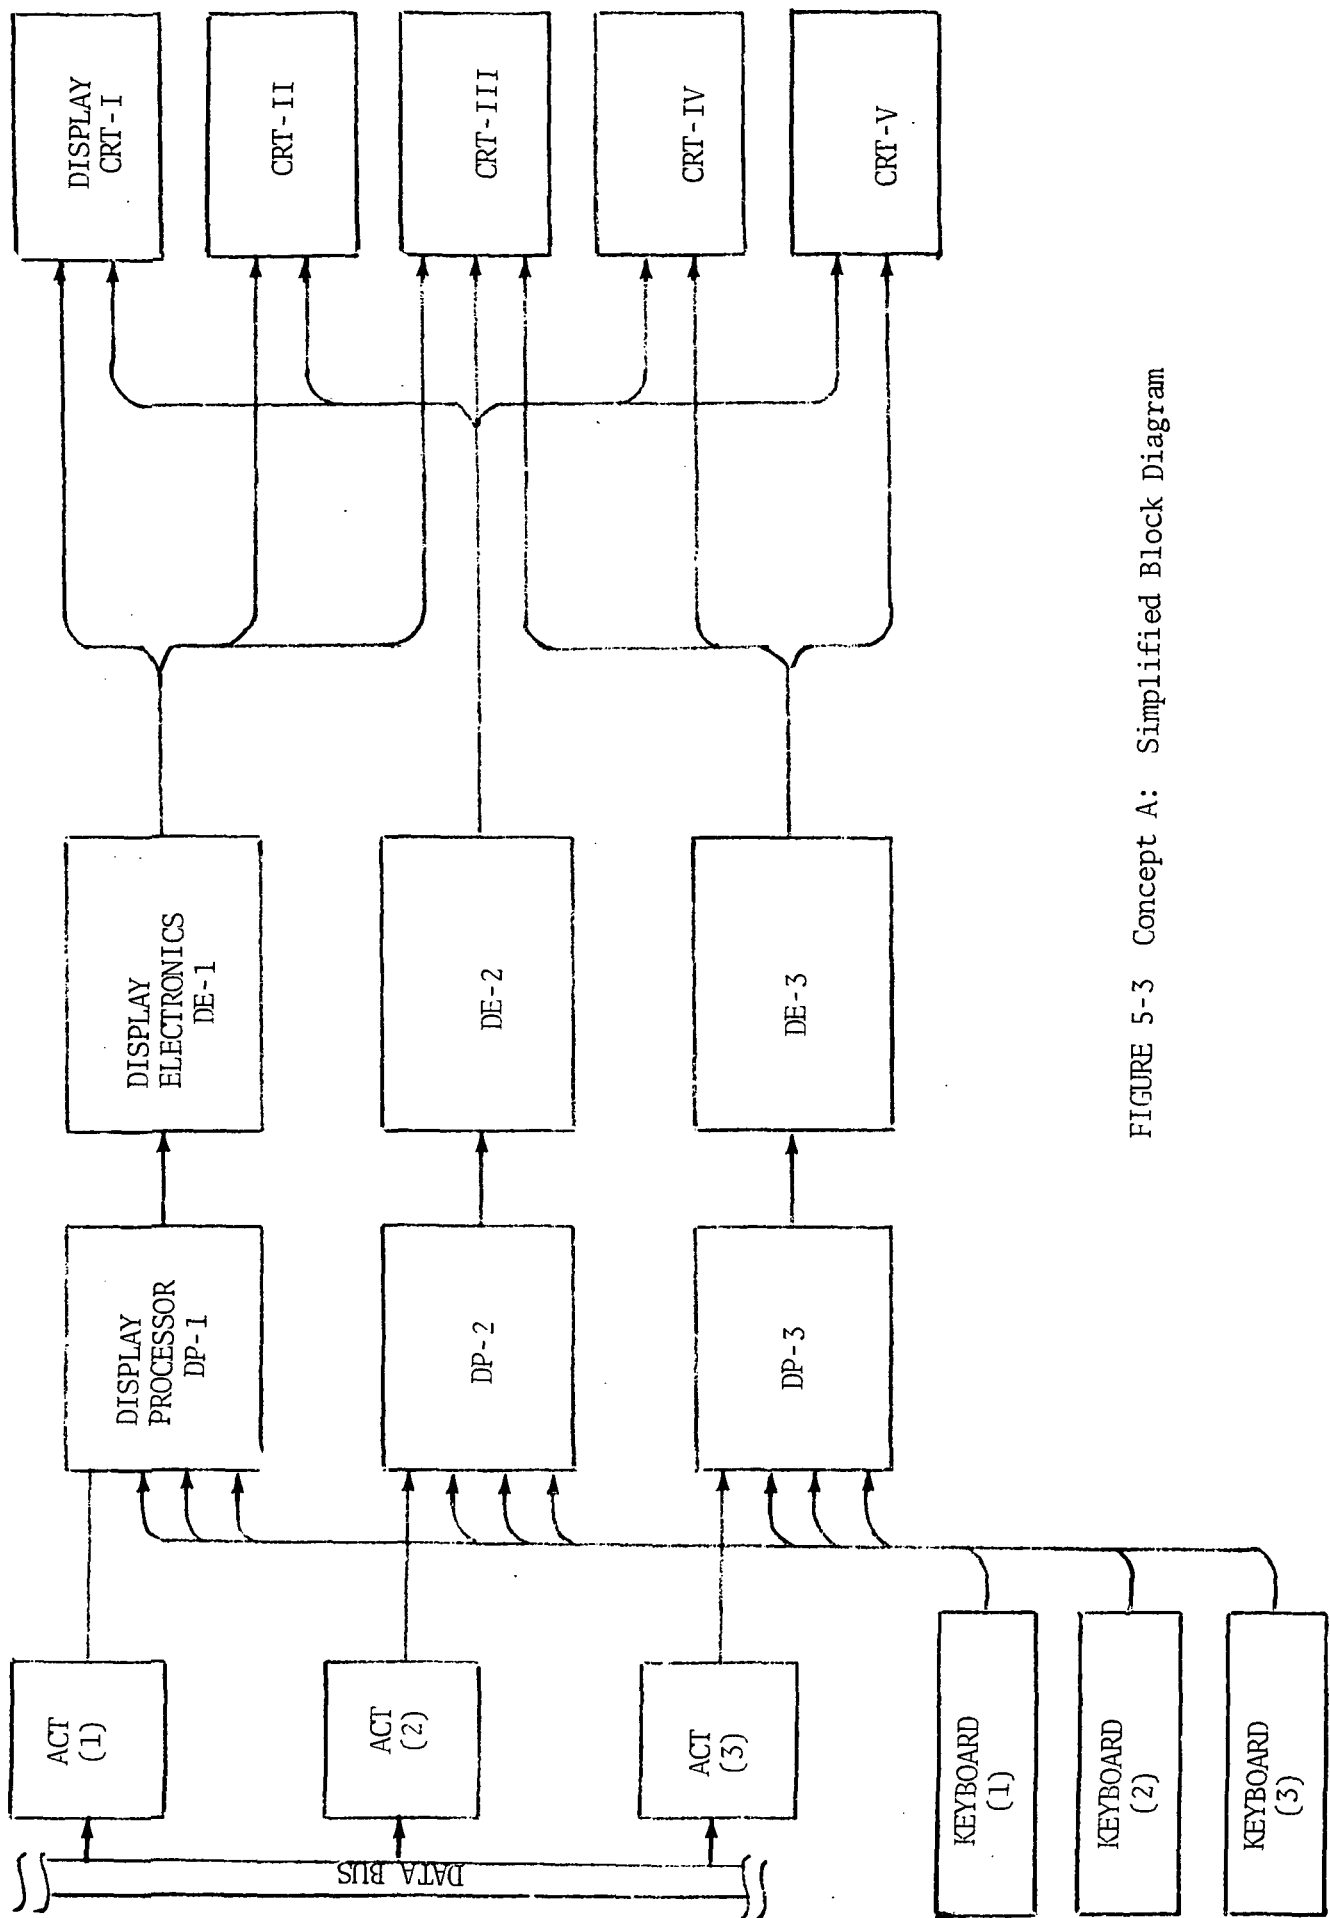 DATA BUS
ACT
(1)
ACT
(2)
ACT
(3)
KEYBOARD
(1)
KEYBOARD
(2)
KEYBOARD
(3)
DISPLAY
PROCESSOR
DP-1
DP-2
DP-3
DISPLAY
ELECTRONICS
DE-1
DE-2
DE-3
DISPLAY
CRT-I
CRT-II
CRT-III
CRT-IV
CRT-V
FIGURE 5-3 Concept A: Simplified Block Diagram